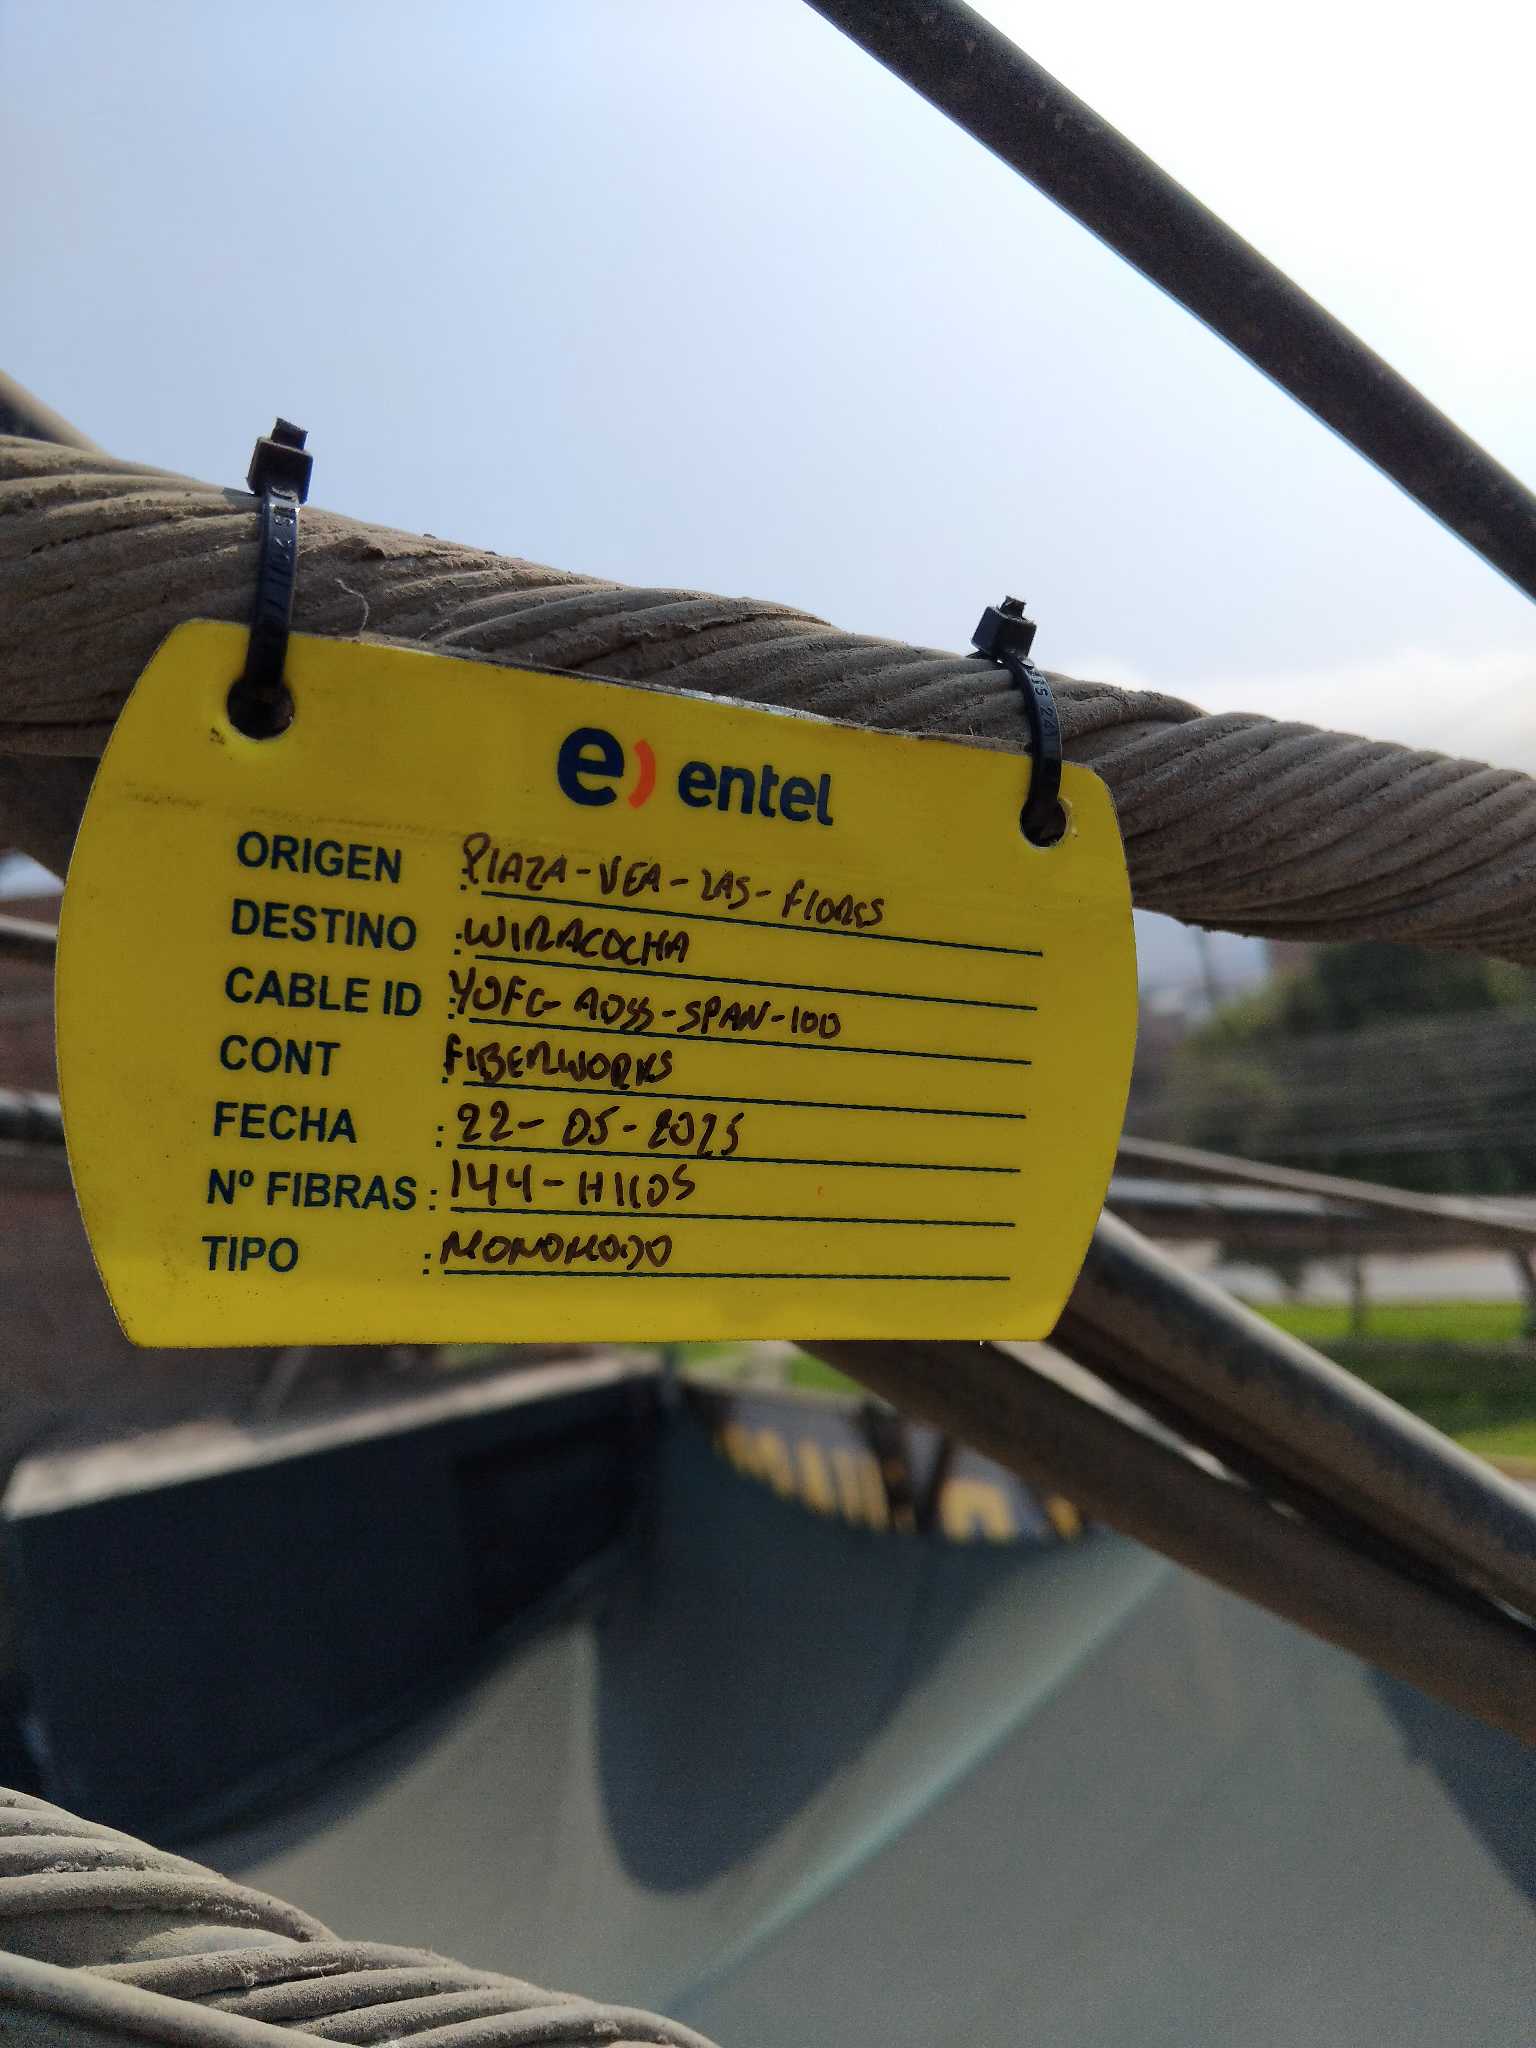 e) entel
ORIGEN : PlAZA-VEA-LAS-FlORES
DESTINO : WIRACOCHA
CABLE ID : YOFC-ADSS-SPAN-100
CONT : FIBERWORKS
FECHA : 22-05-2025
Nº FIBRAS : 144-HIlOS
TIPO : MONOMODO